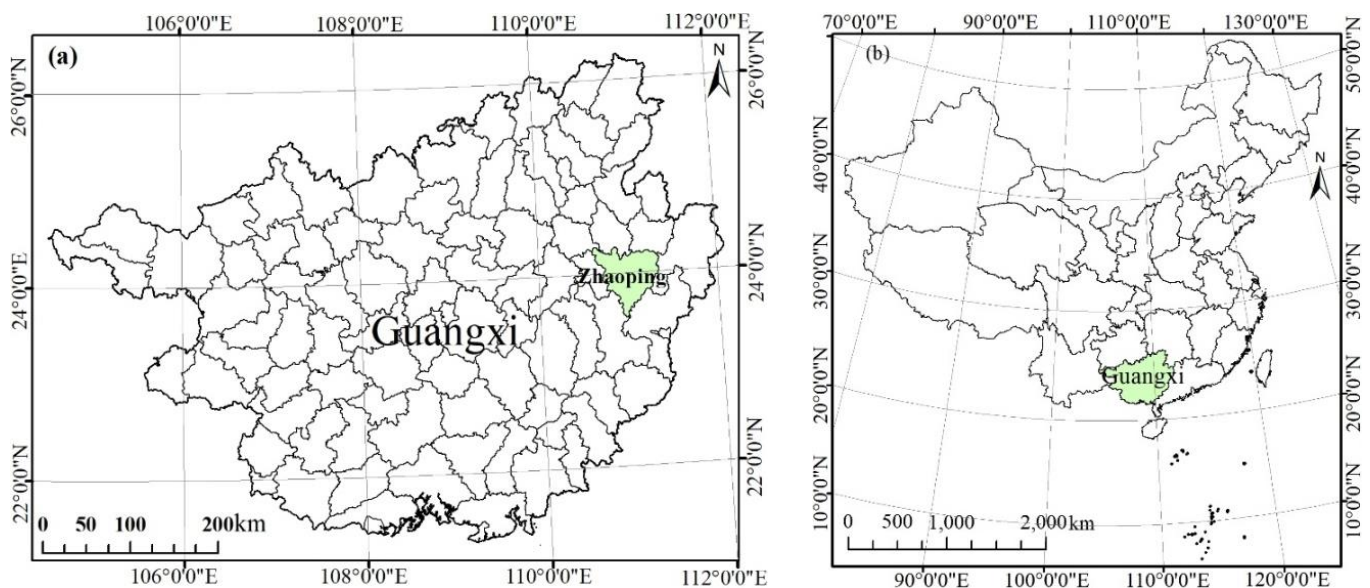 106°0'0"E 108°0'0"E 110°0'0"E 112°0'0"E
(a)
N
26°0'0"N
26°0'0"N
24°0'0"E
24°0'0"N
Zhaoping
Guangxi
22°0'0"N
22°0'0"N
0 50 100 200km
106°0'0"E 108°0'0"E 110°0'0"E 112°0'0"E
70°0'0"E 90°0'0"E 110°0'0"E 130°0'0"E
(b)
50°0'0"N
40°0'0"N
40°0'0"N
N
30°0'0"N
30°0'0"N
Guangxi
20°0'0"N
20°0'0"N
10°0'0"N
10°0'0"N
0 500 1,000 2,000km
90°0'0"E 100°0'0"E 110°0'0"E 120°0'0"E